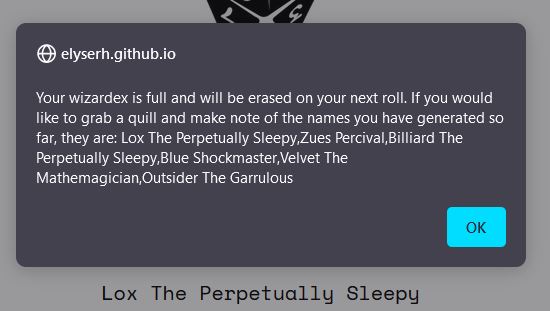 L
G
elyserh.github.io
Your wizardex is full and will be erased on your next roll. If you would
like to grab a quill and make note of the names you have generated so
far, they are: Lox The Perpetually Sleepy,Zues Percival,Billiard The
Perpetually Sleepy,Blue Shockmaster,Velvet The
Mathemagician,Outsider The Garrulous
OK
Lox The Perpetually Sleepy